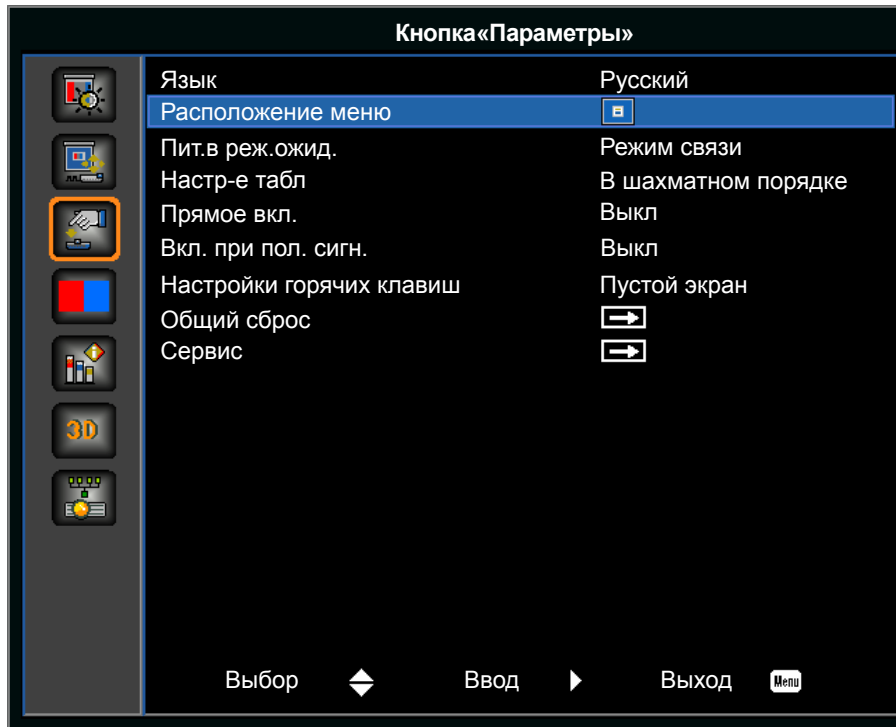 Кнопка«Параметры»
Язык Русский
Расположение меню
Пит.в реж.ожид. Режим связи
Настр-е табл В шахматном порядке
Прямое вкл. Выкл
Вкл. при пол. сигн. Выкл
Настройки горячих клавиш Пустой экран
Общий сброс
Сервис
3D
Выбор Ввод Выход Menu